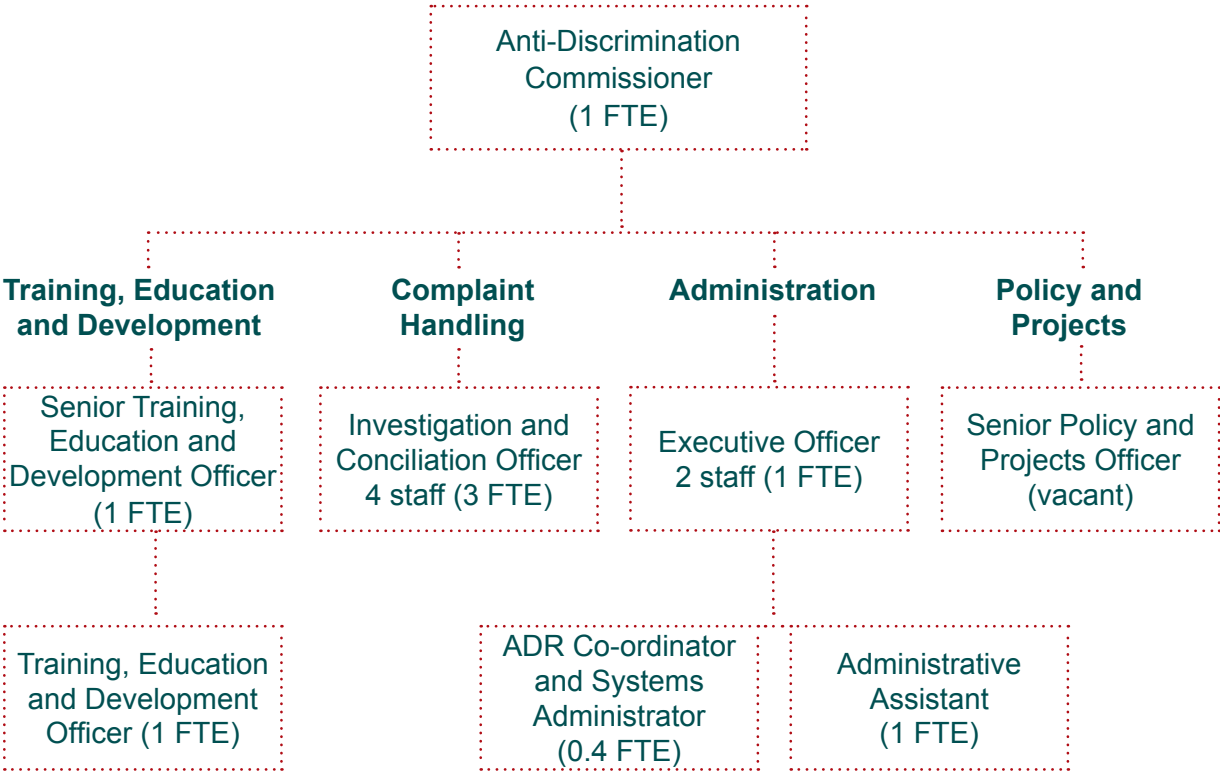 Anti-Discrimination
Commissioner
(1 FTE)
Training, Education
and Development
Complaint
Handling
Administration
Policy and
Projects
Senior Training,
Education and
Development Officer
(1 FTE)
Investigation and
Conciliation Officer
4 staff (3 FTE)
Executive Officer
2 staff (1 FTE)
Senior Policy and
Projects Officer
(vacant)
Training, Education
and Development
Officer (1 FTE)
ADR Co-ordinator
and Systems
Administrator
(0.4 FTE)
Administrative
Assistant
(1 FTE)